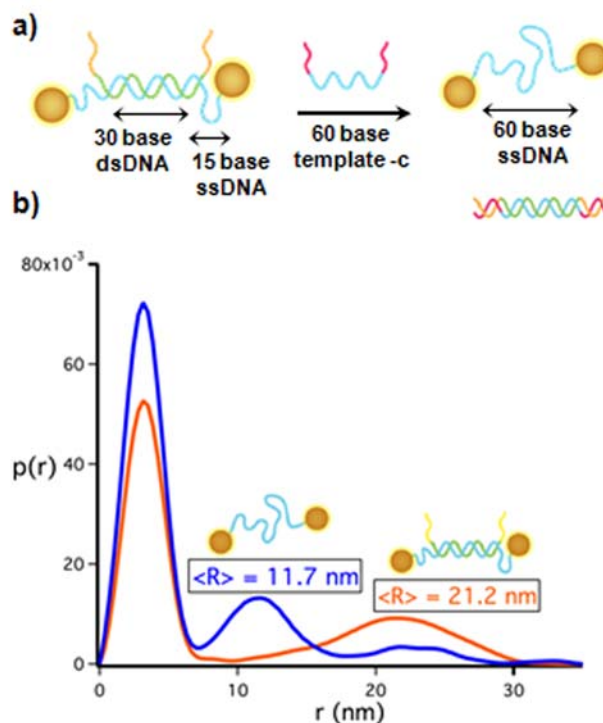 a)
30 base
dsDNA
15 base
ssDNA
60 base
template -c
60 base
ssDNA
b)
80x10⁻³
60
40
20
0
p(r)
<R> = 11.7 nm
<R> = 21.2 nm
0
10
20
30
r (nm)